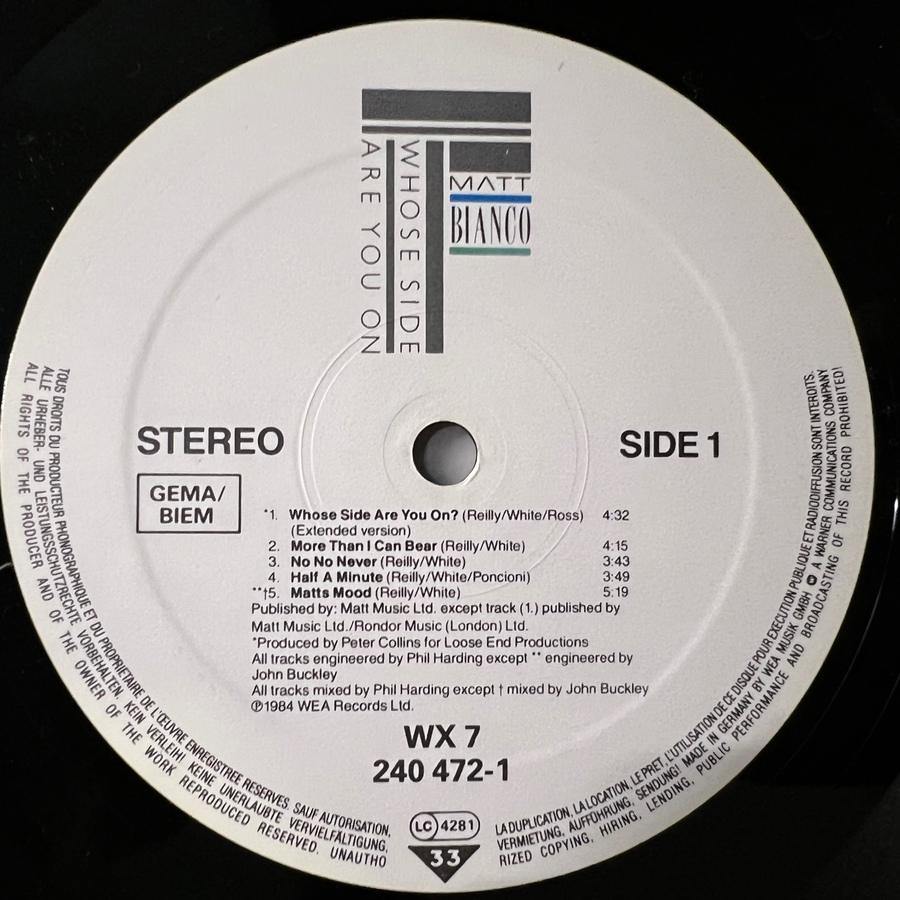 MATT
BIANCO
WHOSE SIDE
ARE YOU ON
STEREO
SIDE 1
GEMA/
BIEM
*1. Whose Side Are You On? (Reilly/White/Ross) 4:32
(Extended version)
2. More Than I Can Bear (Reilly/White) 4:15
3. No No Never (Reilly/White) 3:43
4. Half A Minute (Reilly/White/Poncioni) 3:49
**†5. Matts Mood (Reilly/White) 5:19
Published by: Matt Music Ltd. except track (1.) published by
Matt Music Ltd./Rondor Music (London) Ltd.
*Produced by Peter Collins for Loose End Productions
All tracks engineered by Phil Harding except ** engineered by
John Buckley
All tracks mixed by Phil Harding except † mixed by John Buckley
℗1984 WEA Records Ltd.
WX 7
240 472-1
LC 4281
33
TOUS DROITS DU PRODUCTEUR PHONOGRAPHIQUE ET DU PROPRIETAIRE DE L'ŒUVRE ENREGISTREE RESERVES. SAUF AUTORISATION,
LA DUPLICATION, LA LOCATION, LE PRET, L'UTILISATION DE CE DISQUE POUR EXECUTION PUBLIQUE ET RADIODIFFUSION SONT INTERDITS.
ALLE URHEBER- UND LEISTUNGSSCHUTZRECHTE VORBEHALTEN. KEIN VERLEIH! KEINE UNERLAUBTE VERVIELFÄLTIGUNG,
VERMIETUNG, AUFFÜHRUNG, SENDUNG! MADE IN GERMANY BY WEA MUSIK GMBH A WARNER COMMUNICATIONS COMPANY
ALL RIGHTS OF THE PRODUCER AND OF THE OWNER OF THE WORK REPRODUCED RESERVED. UNAUTHO
RIZED COPYING, HIRING, LENDING, PUBLIC PERFORMANCE AND BROADCASTING OF THIS RECORD PROHIBITED!